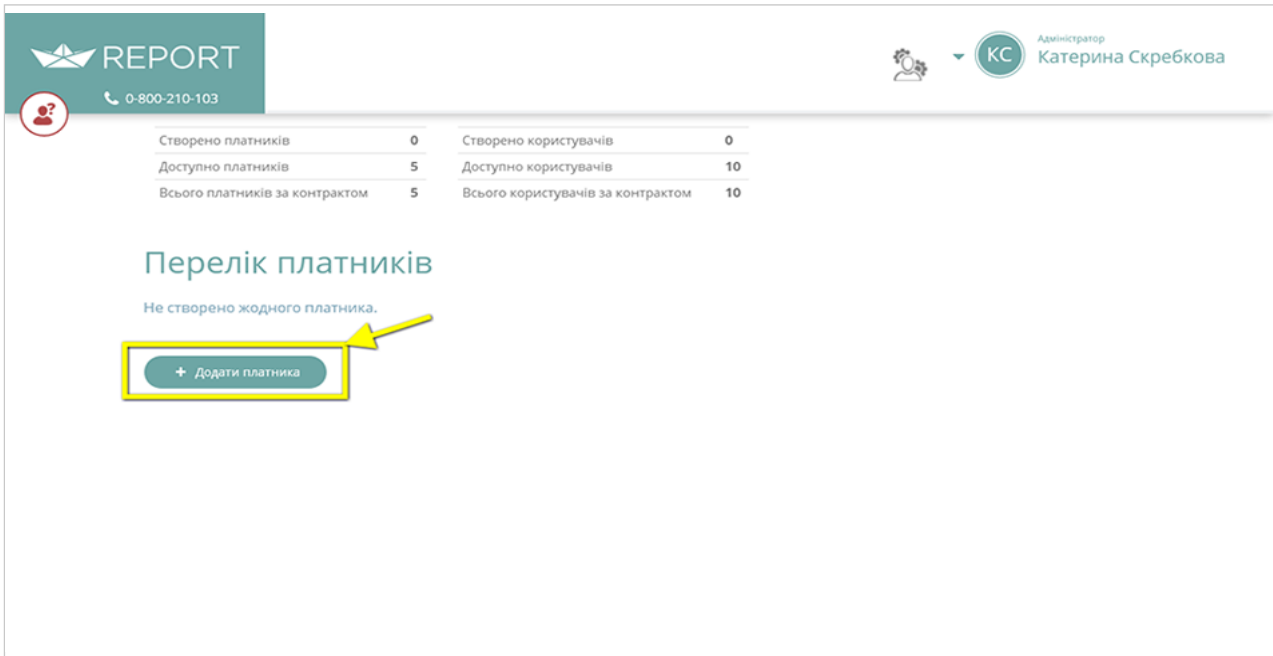 REPORT
0-800-210-103
Адміністратор
КС Катерина Скребкова
Створено платників 0 Створено користувачів 0
Доступно платників 5 Доступно користувачів 10
Всього платників за контрактом 5 Всього користувачів за контрактом 10
Перелік платників
Не створено жодного платника.
+ Додати платника